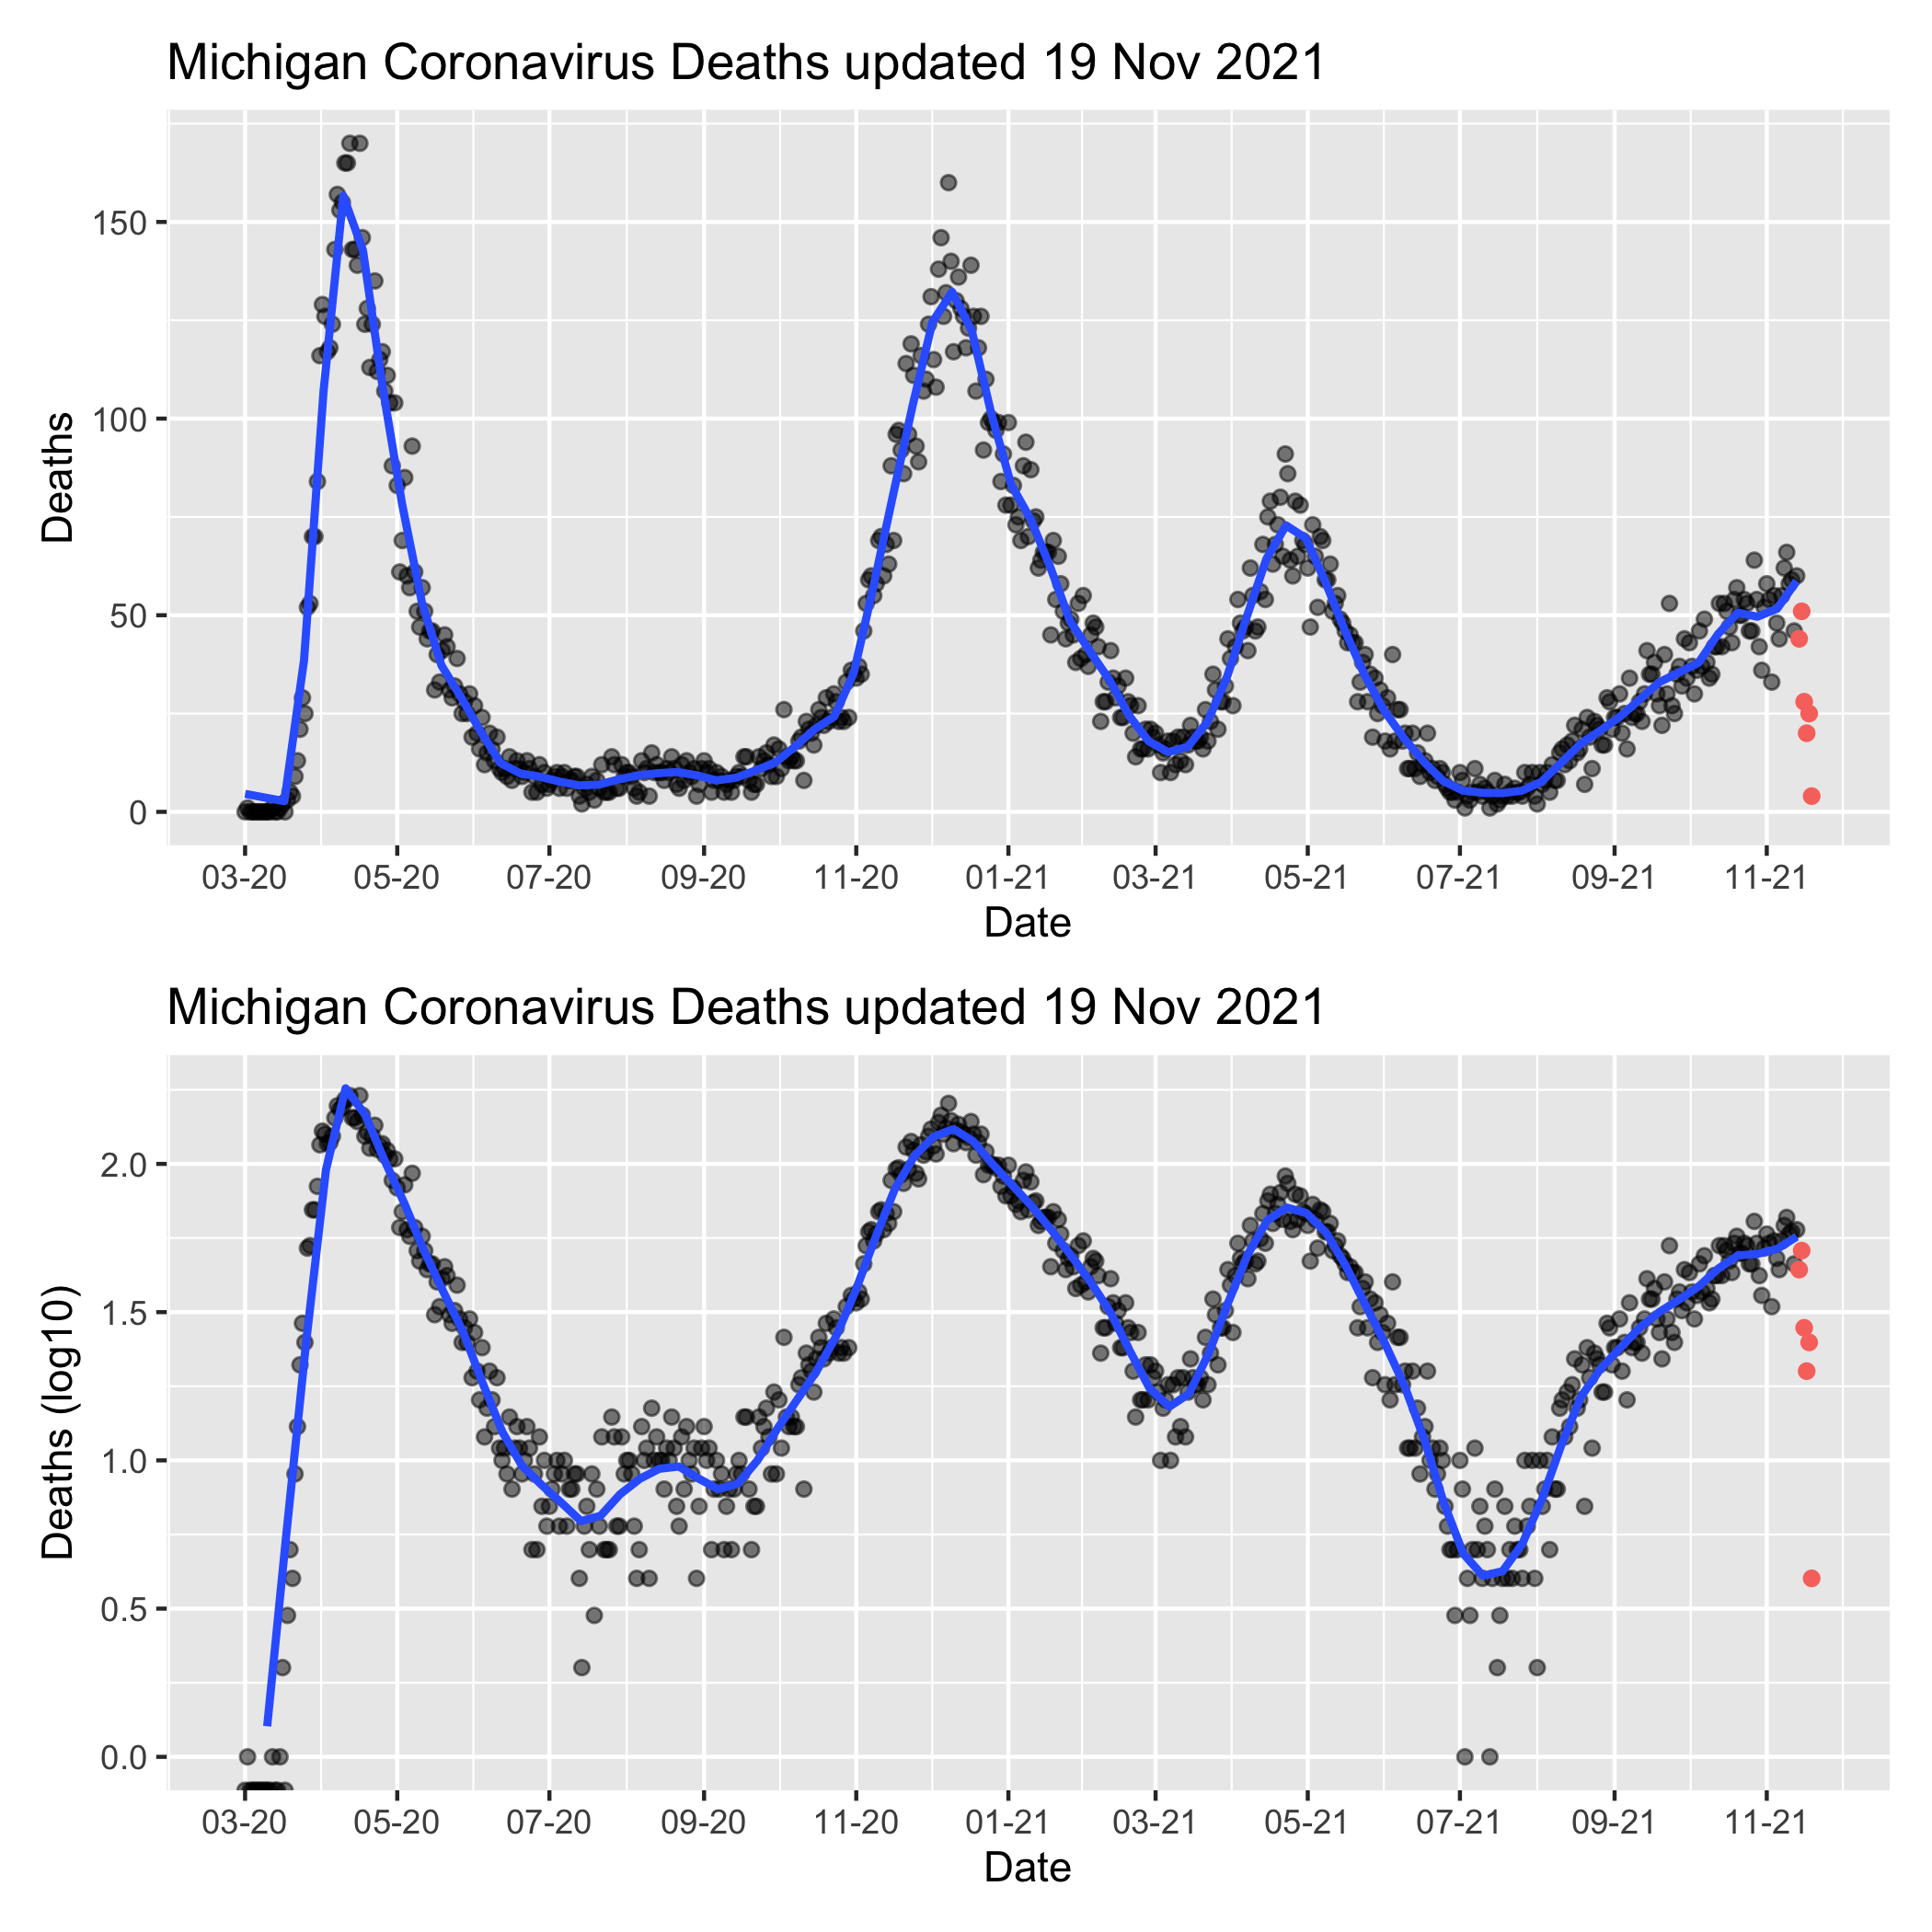 Michigan Coronavirus Deaths updated 19 Nov 2021
150
100
50
0
Deaths
03-20 05-20 07-20 09-20 11-20 01-21 03-21 05-21 07-21 09-21 11-21
Date
Michigan Coronavirus Deaths updated 19 Nov 2021
2.0
1.5
1.0
0.5
0.0
Deaths (log10)
03-20 05-20 07-20 09-20 11-20 01-21 03-21 05-21 07-21 09-21 11-21
Date